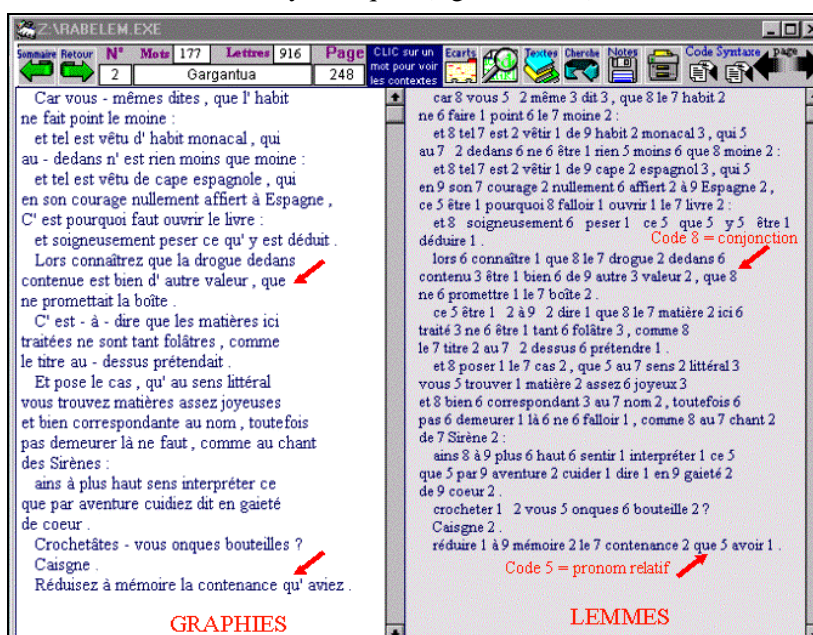 Z:\RABELEM.EXE
Sommaire Retour N° Mots 177 Lettres 916 Page CLIC sur un mot pour voir les contextes Ecarts Textes Cherche Notes Code Syntaxe page
2 Gargantua 248
Car vous - mêmes dites , que l' habit
ne fait point le moine :
et tel est vêtu d' habit monacal , qui
au - dedans n' est rien moins que moine :
et tel est vêtu de cape espagnole , qui
en son courage nullement affiert à Espagne ,
C' est pourquoi faut ouvrir le livre :
et soigneusement peser ce qu' y est déduit .
Lors connaîtrez que la drogue dedans
contenue est bien d' autre valeur , que
ne promettait la boîte .
C' est - à - dire que les matières ici
traitées ne sont tant folâtres , comme
le titre au - dessus prétendait .
Et pose le cas , qu' au sens littéral
vous trouvez matières assez joyeuses
et bien correspondante au nom , toutefois
pas demeurer là ne faut , comme au chant
des Sirènes :
ains à plus haut sens interpréter ce
que par aventure cuidiez dit en gaieté
de coeur .
Crochetâtes - vous onques bouteilles ?
Caisgne .
Réduisez à mémoire la contenance qu' aviez .
GRAPHIES
car 8 vous 5 2 même 3 dit 3 , que 8 le 7 habit 2
ne 6 faire 1 point 6 le 7 moine 2 :
et 8 tel 7 est 2 vêtir 1 de 9 habit 2 monacal 3 , qui 5
au 7 2 dedans 6 ne 6 être 1 rien 5 moins 6 que 8 moine 2 :
et 8 tel 7 est 2 vêtir 1 de 9 cape 2 espagnol 3 , qui 5
en 9 son 7 courage 2 nullement 6 affiert 2 à 9 Espagne 2 ,
ce 5 être 1 pourquoi 8 falloir 1 ouvrir 1 le 7 livre 2 :
et 8 soigneusement 6 peser 1 ce 5 que 5 y 5 être 1
déduire 1 .
Code 8 = conjonction
lors 6 connaître 1 que 8 le 7 drogue 2 dedans 6
contenu 3 être 1 bien 6 de 9 autre 3 valeur 2 , que 8
ne 6 promettre 1 le 7 boîte 2 .
ce 5 être 1 2 à 9 2 dire 1 que 8 le 7 matière 2 ici 6
traité 3 ne 6 être 1 tant 6 folâtre 3 , comme 8
le 7 titre 2 au 7 2 dessus 6 prétendre 1 .
et 8 poser 1 le 7 cas 2 , que 5 au 7 sens 2 littéral 3
vous 5 trouver 1 matière 2 assez 6 joyeux 3
et 8 bien 6 correspondant 3 au 7 nom 2 , toutefois 6
pas 6 demeurer 1 là 6 ne 6 falloir 1 , comme 8 au 7 chant 2
de 7 Sirène 2 :
ains 8 à 9 plus 6 haut 6 sentir 1 interpréter 1 ce 5
que 5 par 9 aventure 2 cuider 1 dire 1 en 9 gaieté 2
de 9 coeur 2 .
crocheter 1 2 vous 5 onques 6 bouteille 2 ?
Caisgne 2 .
réduire 1 à 9 mémoire 2 le 7 contenance 2 que 5 avoir 1 .
Code 5 = pronom relatif
LEMMES